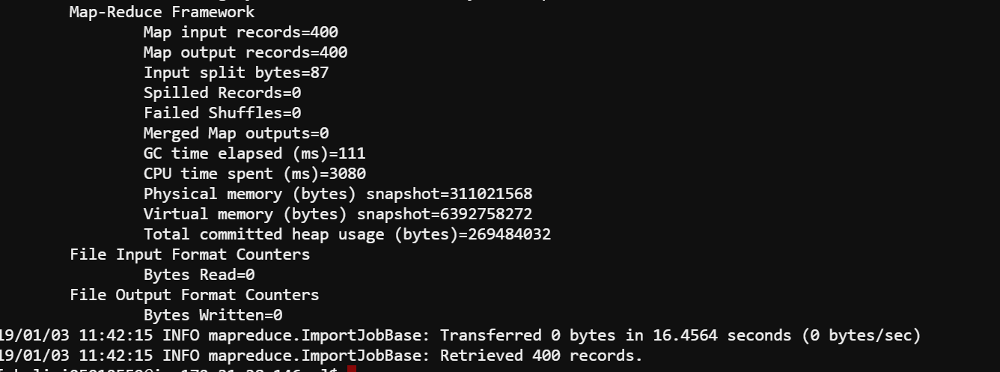 Map-Reduce Framework
Map input records=400
Map output records=400
Input split bytes=87
Spilled Records=0
Failed Shuffles=0
Merged Map outputs=0
GC time elapsed (ms)=111
CPU time spent (ms)=3080
Physical memory (bytes) snapshot=311021568
Virtual memory (bytes) snapshot=6392758272
Total committed heap usage (bytes)=269484032
File Input Format Counters
Bytes Read=0
File Output Format Counters
Bytes Written=0
19/01/03 11:42:15 INFO mapreduce.ImportJobBase: Transferred 0 bytes in 16.4564 seconds (0 bytes/sec)
19/01/03 11:42:15 INFO mapreduce.ImportJobBase: Retrieved 400 records.